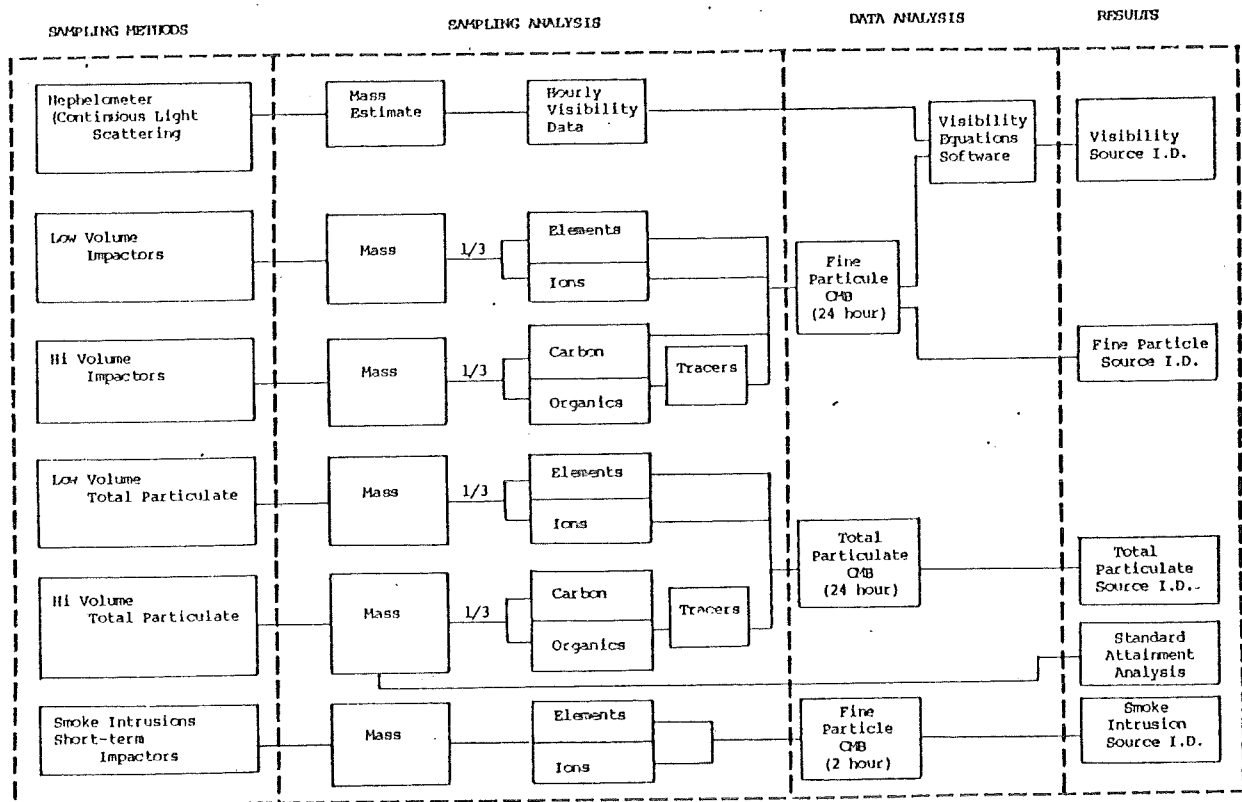 SAMPLING METHODS
SAMPLING ANALYSIS
DATA ANALYSIS
RESULTS
Nephelometer
(Continuous Light
Scattering
Mass
Estimate
Hourly
Visibility
Data
Visibility
Equations
Software
Visibility
Source I.D.
Low Volume
Impactors
Mass
1/3
Elements
Ions
Fine
Particule
CMB
(24 hour)
Hi Volume
Impactors
Mass
1/3
Carbon
Organics
Tracers
Fine Particle
Source I.D.
Low Volume
Total Particulate
Mass
1/3
Elements
Ions
Total
Particulate
CMB
(24 hour)
Total
Particulate
Source I.D.
Hi Volume
Total Particulate
Mass
1/3
Carbon
Organics
Tracers
Standard
Attainment
Analysis
Smoke Intrusions
Short-term
Impactors
Mass
Elements
Ions
Fine
Particle
CMB
(2 hour)
Smoke
Intrusion
Source I.D.